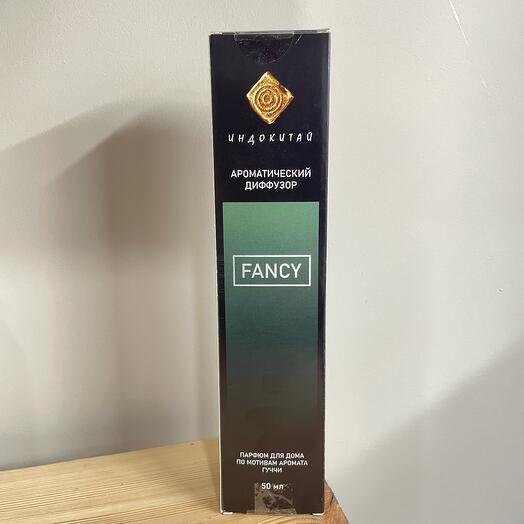 ИНДОКИТАЙ
АРОМАТИЧЕСКИЙ
ДИФФУЗОР
FANCY
ПАРФЮМ ДЛЯ ДОМА
ПО МОТИВАМ АРОМАТА
ГУЧЧИ
50 мл